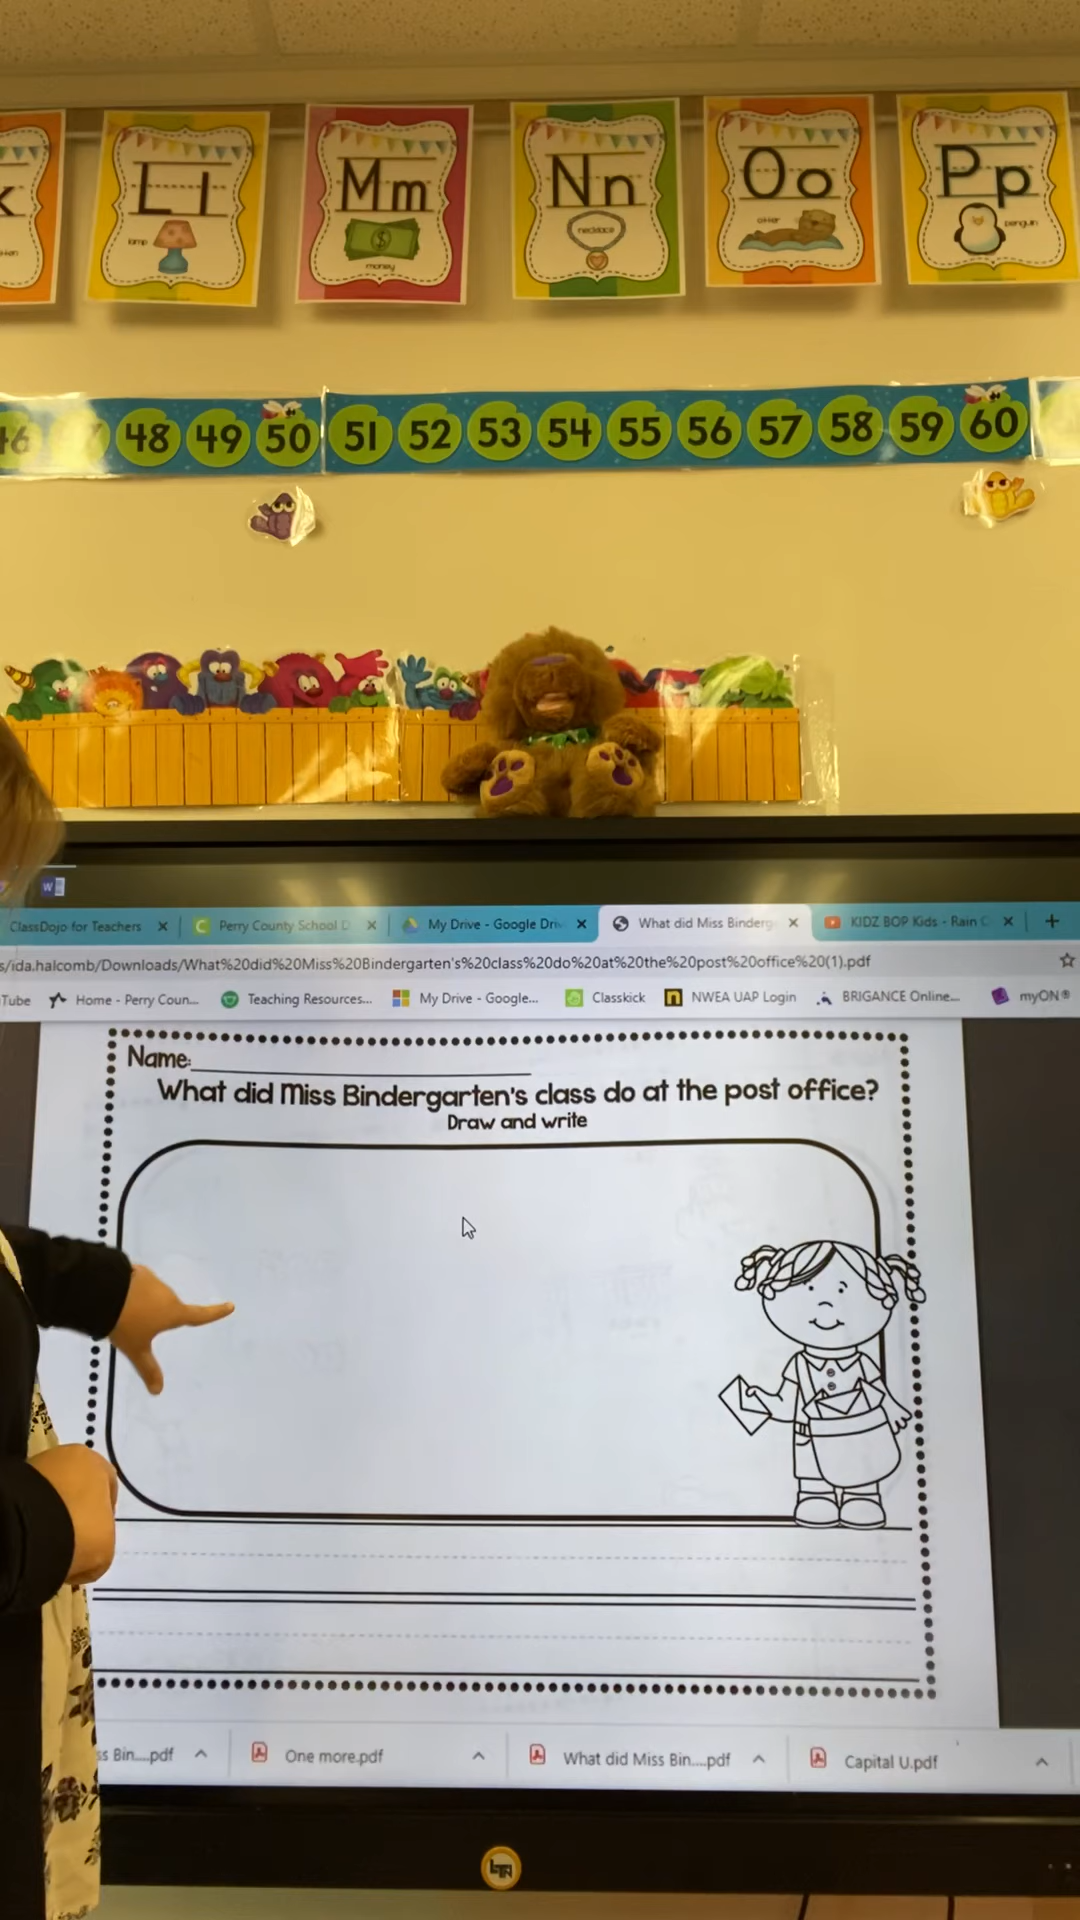 k
Ll
Mm
Nn
Oo
Pp
lamp
money
necklace
otter
penguin
46 48 49 50 51 52 53 54 55 56 57 58 59 60
W
ClassDojo for Teachers
Perry County School D
My Drive - Google Driv
What did Miss Binderg
KIDZ BOP Kids - Rain
s/ida.halcomb/Downloads/What%20did%20Miss%20Bindergarten's%20class%20do%20at%20the%20post%20office%20(1).pdf
Tube
Home - Perry Coun...
Teaching Resources...
My Drive - Google...
Classkick
NWEA UAP Login
BRIGANCE Online...
myON®
Name:
What did Miss Bindergarten's class do at the post office?
Draw and write
ss Bin....pdf
One more.pdf
What did Miss Bin....pdf
Capital U.pdf